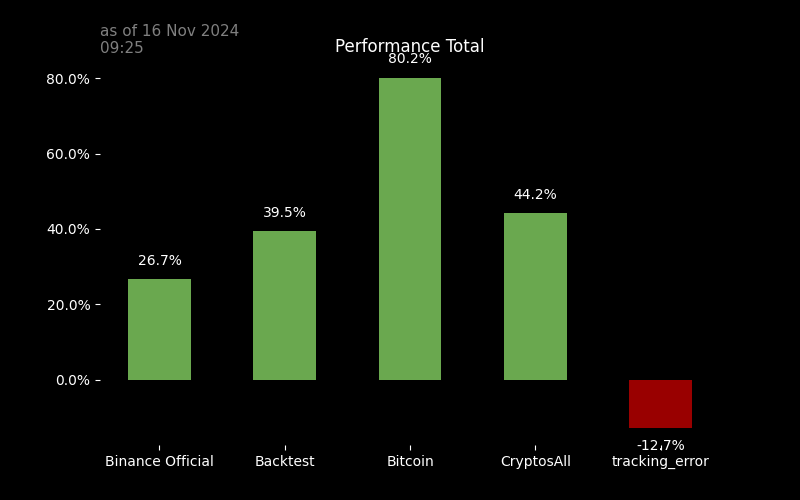 as of 16 Nov 2024
09:25
Performance Total
80.2%
80.0%
60.0%
44.2%
39.5%
40.0%
26.7%
20.0%
0.0%
-12.7%
Binance Official
Backtest
Bitcoin
CryptosAll
tracking_error